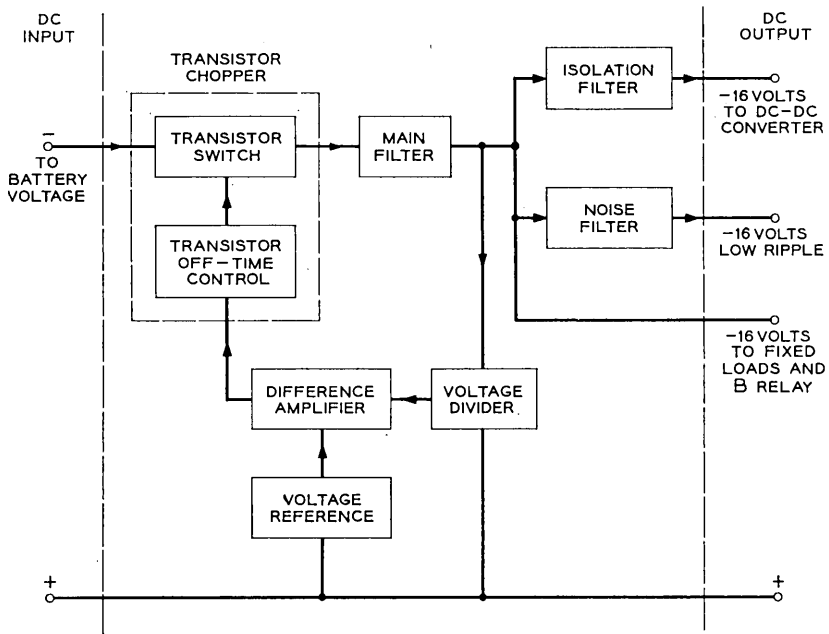 DC
INPUT
DC
OUTPUT
TRANSISTOR
CHOPPER
ISOLATION
FILTER
-16 VOLTS
TO DC-DC
CONVERTER
-
TO
BATTERY
VOLTAGE
TRANSISTOR
SWITCH
MAIN
FILTER
NOISE
FILTER
-16 VOLTS
LOW RIPPLE
TRANSISTOR
OFF-TIME
CONTROL
-16 VOLTS
TO FIXED
LOADS AND
B RELAY
DIFFERENCE
AMPLIFIER
VOLTAGE
DIVIDER
VOLTAGE
REFERENCE
+
+